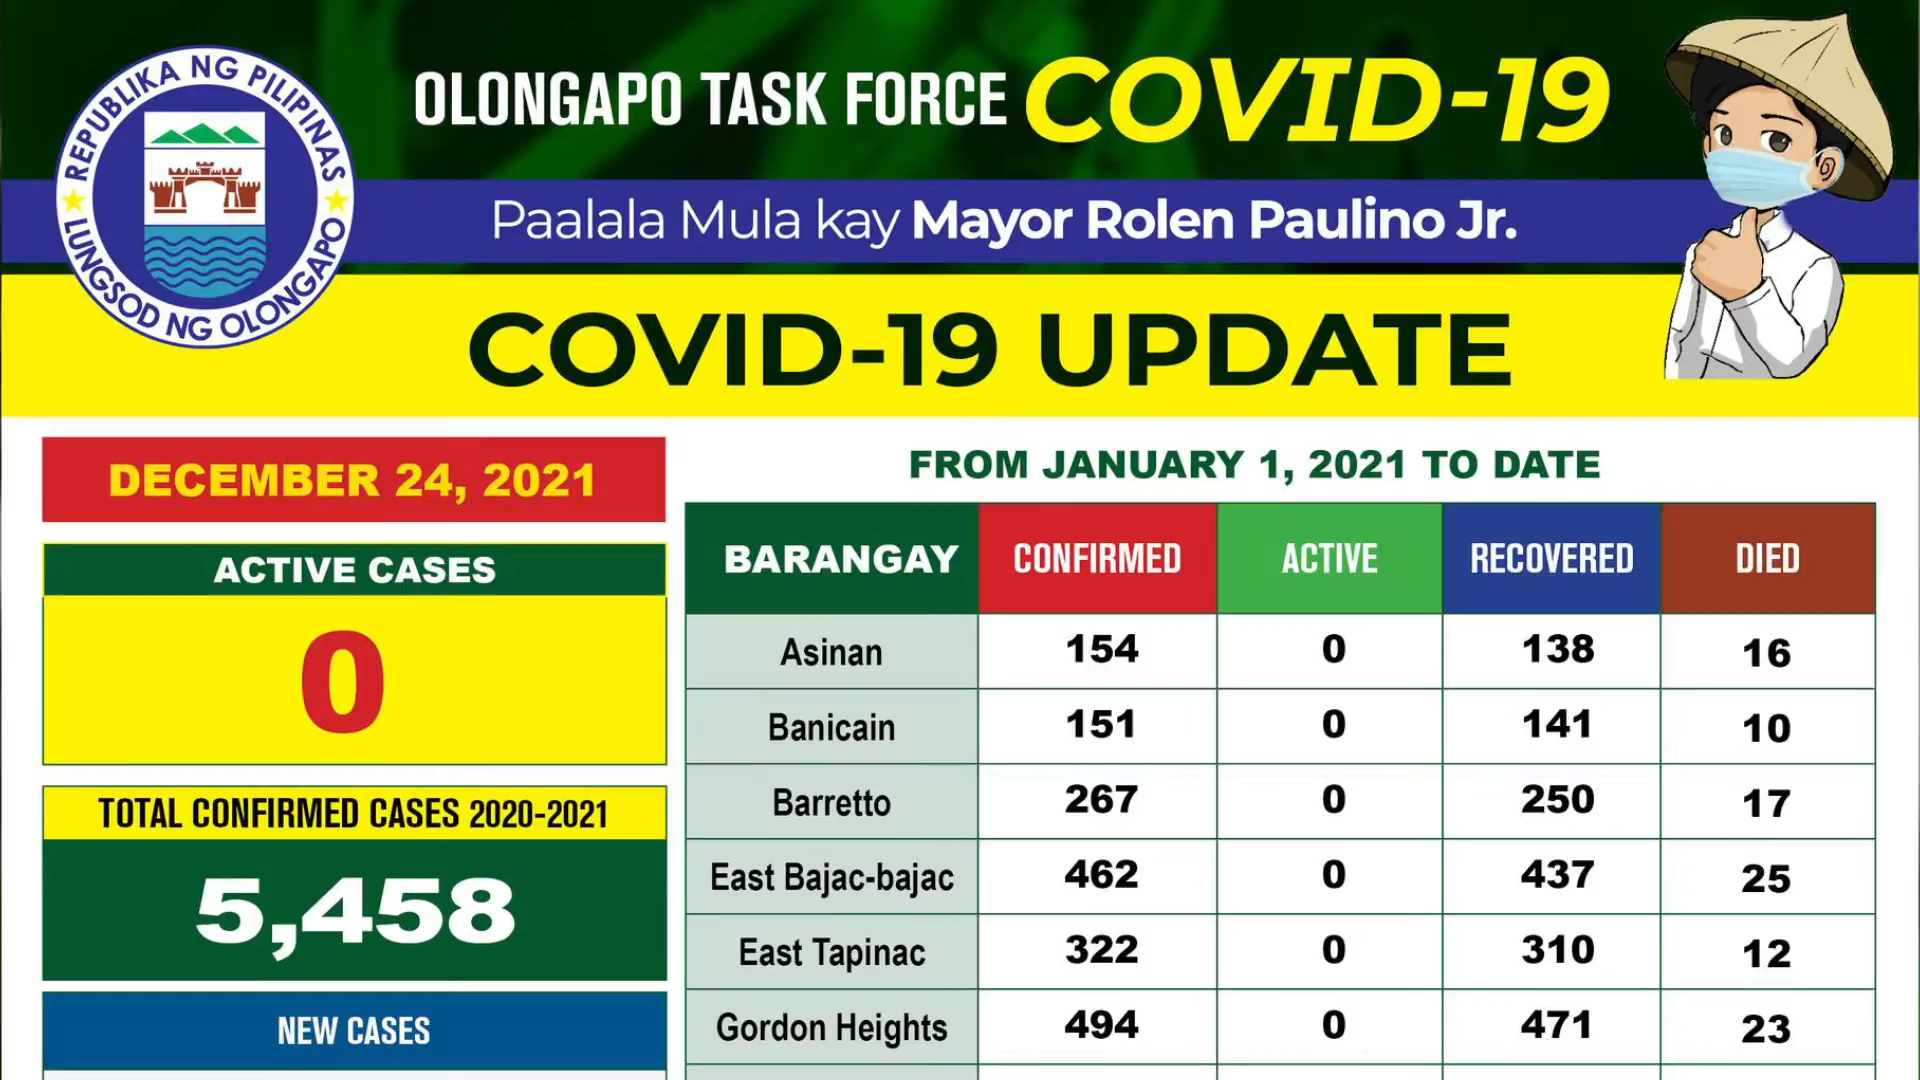 REPUBLIKA NG PILIPINAS
LUNGSOD NG OLONGAPO
OLONGAPO TASK FORCE COVID-19
Paalala Mula kay Mayor Rolen Paulino Jr.
COVID-19 UPDATE
DECEMBER 24, 2021
ACTIVE CASES
0
TOTAL CONFIRMED CASES 2020-2021
5,458
NEW CASES
FROM JANUARY 1, 2021 TO DATE
BARANGAY CONFIRMED ACTIVE RECOVERED DIED
Asinan 154 0 138 16
Banicain 151 0 141 10
Barretto 267 0 250 17
East Bajac-bajac 462 0 437 25
East Tapinac 322 0 310 12
Gordon Heights 494 0 471 23